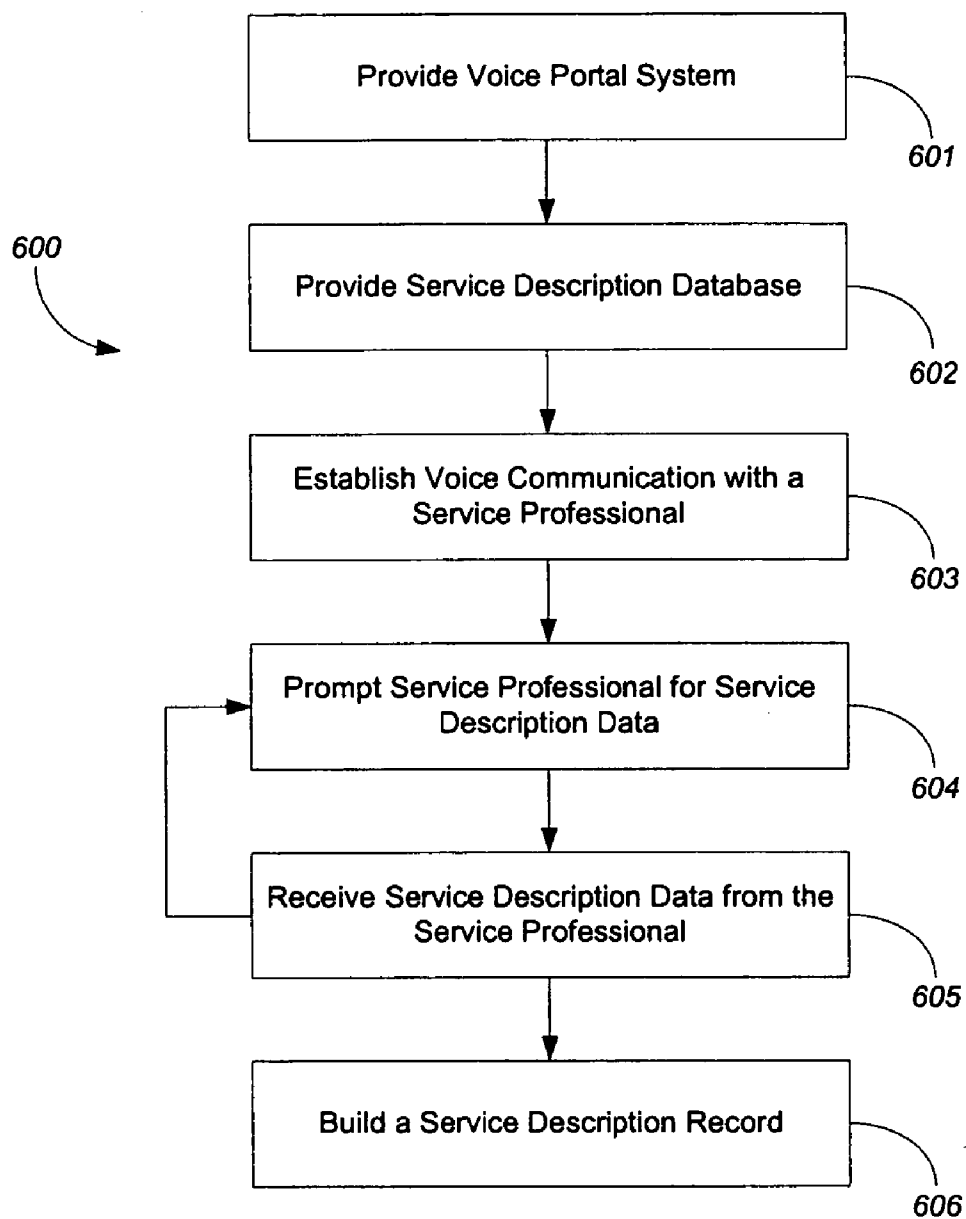 Provide Voice Portal System
601
600
Provide Service Description Database
602
Establish Voice Communication with a
Service Professional
603
Prompt Service Professional for Service
Description Data
604
Receive Service Description Data from the
Service Professional
605
Build a Service Description Record
606